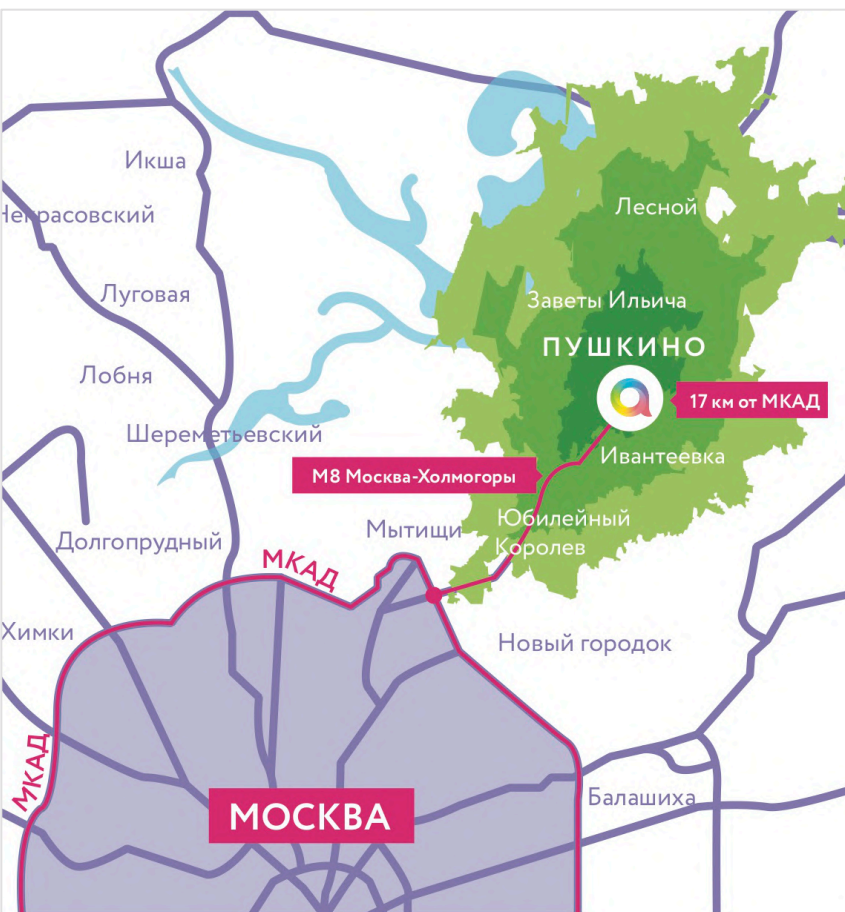 Икша
Лесной
Некрасовский
Луговая
Заветы Ильича
ПУШКИНО
Лобня
17 км от МКАД
Шереметьевский
Ивантеевка
М8 Москва-Холмогоры
Юбилейный
Мытищи
Долгопрудный
Королев
МКАД
Химки
Новый городок
МКАД
Балашиха
МОСКВА